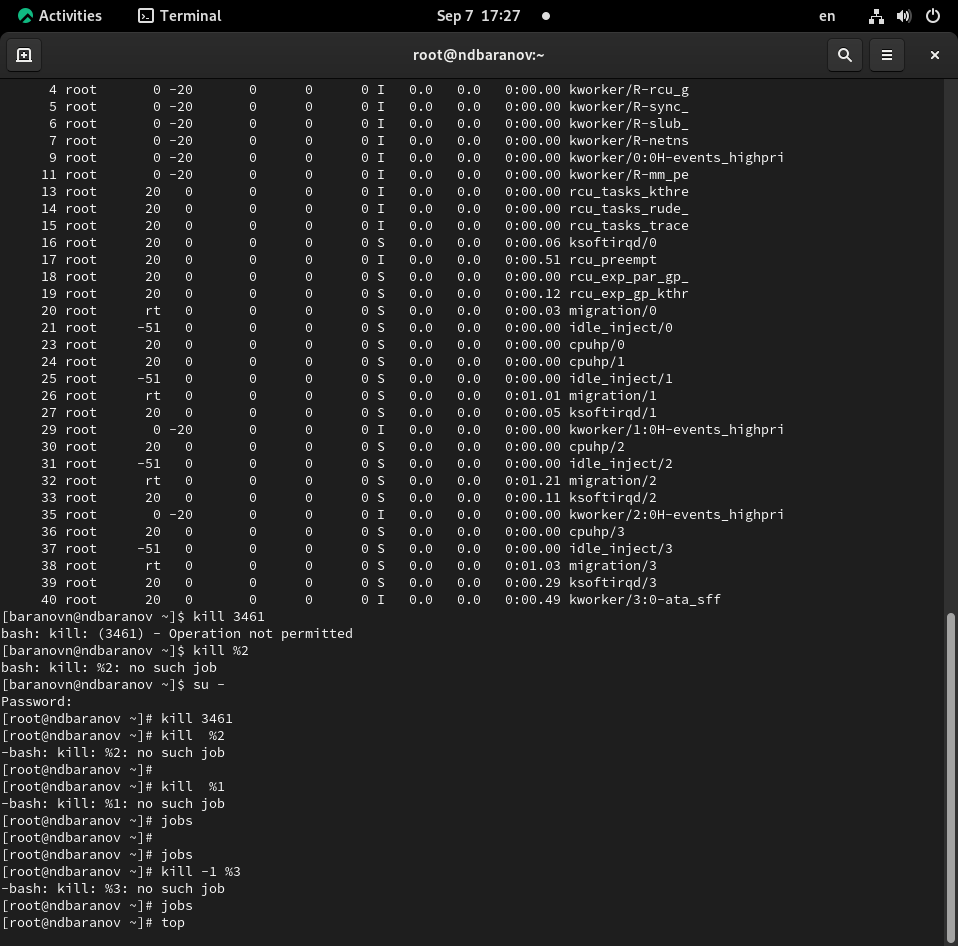 Activities Terminal Sep 7 17:27 en
root@ndbaranov:~
4 root 0 -20 0 0 0 I 0.0 0.0 0:00.00 kworker/R-rcu_g
5 root 0 -20 0 0 0 I 0.0 0.0 0:00.00 kworker/R-sync_
6 root 0 -20 0 0 0 I 0.0 0.0 0:00.00 kworker/R-slub_
7 root 0 -20 0 0 0 I 0.0 0.0 0:00.00 kworker/R-netns
9 root 0 -20 0 0 0 I 0.0 0.0 0:00.00 kworker/0:0H-events_highpri
11 root 0 -20 0 0 0 I 0.0 0.0 0:00.00 kworker/R-mm_pe
13 root 20 0 0 0 0 I 0.0 0.0 0:00.00 rcu_tasks_kthre
14 root 20 0 0 0 0 I 0.0 0.0 0:00.00 rcu_tasks_rude_
15 root 20 0 0 0 0 I 0.0 0.0 0:00.00 rcu_tasks_trace
16 root 20 0 0 0 0 S 0.0 0.0 0:00.06 ksoftirqd/0
17 root 20 0 0 0 0 I 0.0 0.0 0:00.51 rcu_preempt
18 root 20 0 0 0 0 S 0.0 0.0 0:00.00 rcu_exp_par_gp_
19 root 20 0 0 0 0 S 0.0 0.0 0:00.12 rcu_exp_gp_kthr
20 root rt 0 0 0 0 S 0.0 0.0 0:00.03 migration/0
21 root -51 0 0 0 0 S 0.0 0.0 0:00.00 idle_inject/0
23 root 20 0 0 0 0 S 0.0 0.0 0:00.00 cpuhp/0
24 root 20 0 0 0 0 S 0.0 0.0 0:00.00 cpuhp/1
25 root -51 0 0 0 0 S 0.0 0.0 0:00.00 idle_inject/1
26 root rt 0 0 0 0 S 0.0 0.0 0:01.01 migration/1
27 root 20 0 0 0 0 S 0.0 0.0 0:00.05 ksoftirqd/1
29 root 0 -20 0 0 0 I 0.0 0.0 0:00.00 kworker/1:0H-events_highpri
30 root 20 0 0 0 0 S 0.0 0.0 0:00.00 cpuhp/2
31 root -51 0 0 0 0 S 0.0 0.0 0:00.00 idle_inject/2
32 root rt 0 0 0 0 S 0.0 0.0 0:01.21 migration/2
33 root 20 0 0 0 0 S 0.0 0.0 0:00.11 ksoftirqd/2
35 root 0 -20 0 0 0 I 0.0 0.0 0:00.00 kworker/2:0H-events_highpri
36 root 20 0 0 0 0 S 0.0 0.0 0:00.00 cpuhp/3
37 root -51 0 0 0 0 S 0.0 0.0 0:00.00 idle_inject/3
38 root rt 0 0 0 0 S 0.0 0.0 0:01.03 migration/3
39 root 20 0 0 0 0 S 0.0 0.0 0:00.29 ksoftirqd/3
40 root 20 0 0 0 0 I 0.0 0.0 0:00.49 kworker/3:0-ata_sff
[baranovn@ndbaranov ~]$ kill 3461
bash: kill: (3461) - Operation not permitted
[baranovn@ndbaranov ~]$ kill %2
bash: kill: %2: no such job
[baranovn@ndbaranov ~]$ su -
Password:
[root@ndbaranov ~]# kill 3461
[root@ndbaranov ~]# kill  %2
-bash: kill: %2: no such job
[root@ndbaranov ~]#
[root@ndbaranov ~]# kill  %1
-bash: kill: %1: no such job
[root@ndbaranov ~]# jobs
[root@ndbaranov ~]#
[root@ndbaranov ~]# jobs
[root@ndbaranov ~]# kill -1 %3
-bash: kill: %3: no such job
[root@ndbaranov ~]# jobs
[root@ndbaranov ~]# top